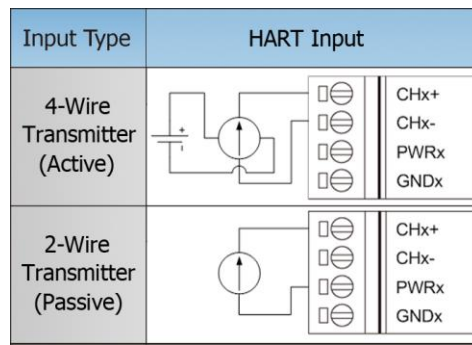 Input Type
HART Input
4-Wire
Transmitter
(Active)
+
-
CHx+
CHx-
PWRx
GNDx
2-Wire
Transmitter
(Passive)
CHx+
CHx-
PWRx
GNDx